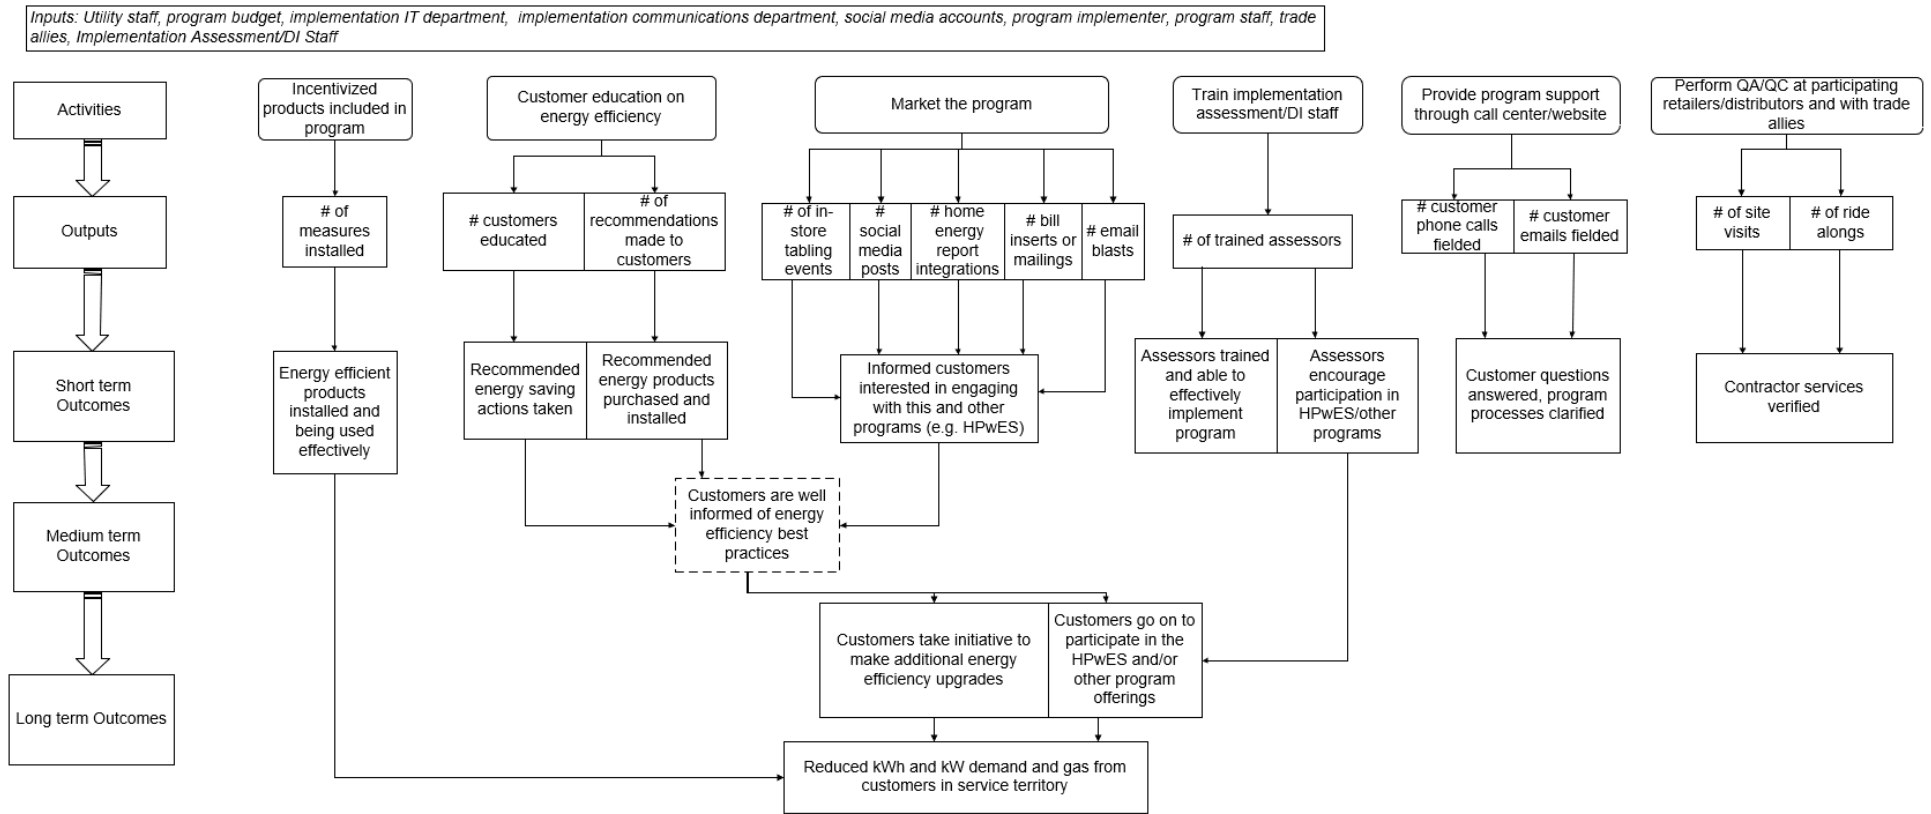 Inputs: Utility staff, program budget, implementation IT department,  implementation communications department, social media accounts, program implementer, program staff, trade
allies, Implementation Assessment/DI Staff
Activities
Incentivized
products included in
program
Customer education on
energy efficiency
Market the program
Train implementation
assessment/DI staff
Provide program support
through call center/website
Perform QA/QC at participating
retailers/distributors and with trade
allies
Outputs
# of
measures
installed
# customers
educated
# of
recommendations
made to
customers
# of in-
store
tabling
events
#
social
media
posts
# home
energy
report
integrations
# bill
inserts or
mailings
# email
blasts
# of trained assessors
# customer
phone calls
fielded
# customer
emails fielded
# of site
visits
# of ride
alongs
Short term
Outcomes
Energy efficient
products
installed and
being used
effectively
Recommended
energy saving
actions taken
Recommended
energy products
purchased and
installed
Informed customers
interested in engaging
with this and other
programs (e.g. HPwES)
Assessors trained
and able to
effectively
implement
program
Assessors
encourage
participation in
HPwES/other
programs
Customer questions
answered, program
processes clarified
Contractor services
verified
Medium term
Outcomes
Customers are well
informed of energy
efficiency best
practices
Customers take initiative to
make additional energy
efficiency upgrades
Customers go on to
participate in the
HPwES and/or
other program
offerings
Long term Outcomes
Reduced kWh and kW demand and gas from
customers in service territory